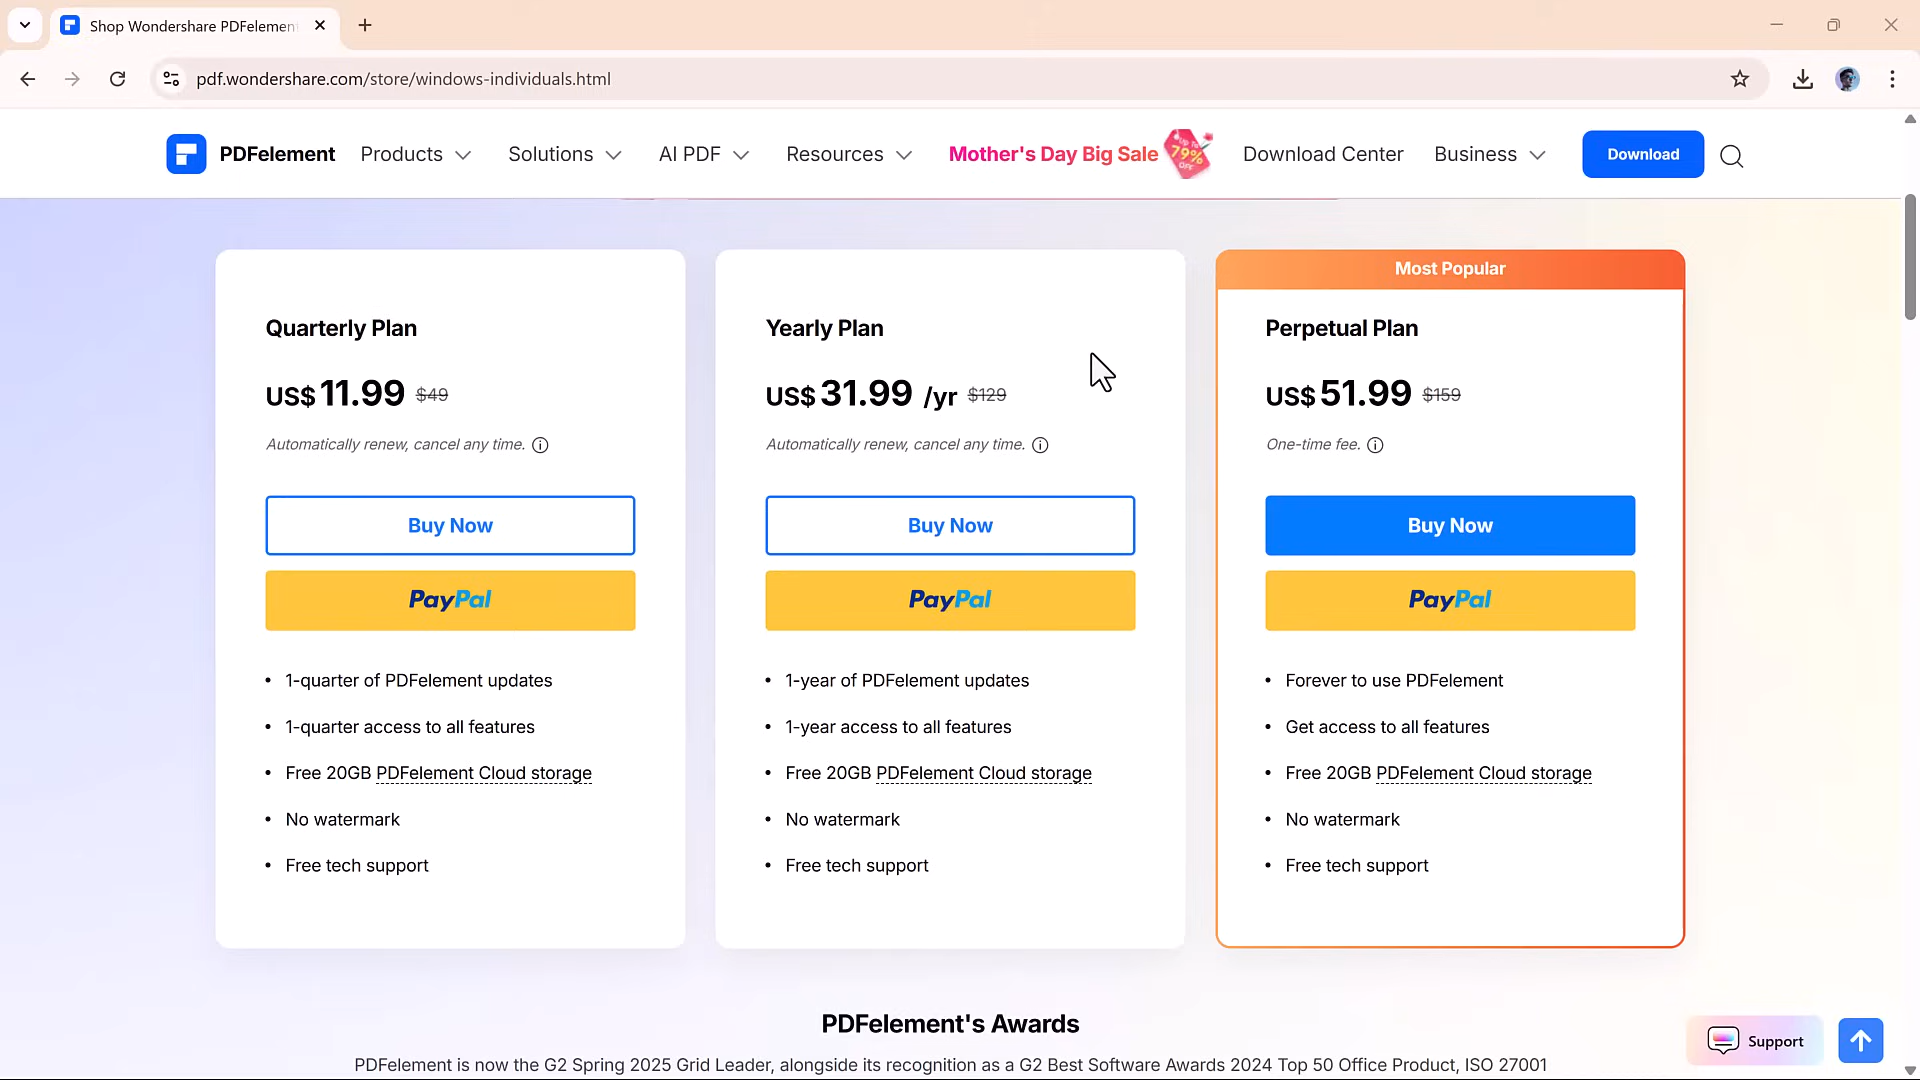 Shop Wondershare PDFelemen
pdf.wondershare.com/store/windows-individuals.html
PDFelement
Products
Solutions
AI PDF
Resources
Mother's Day Big Sale
UP TO
79%
OFF
Download Center
Business
Download
Most Popular
Quarterly Plan
US$11.99 $49
Automatically renew, cancel any time.
Buy Now
PayPal
• 1-quarter of PDFelement updates
• 1-quarter access to all features
• Free 20GB PDFelement Cloud storage
• No watermark
• Free tech support
Yearly Plan
US$31.99 /yr $129
Automatically renew, cancel any time.
Buy Now
PayPal
• 1-year of PDFelement updates
• 1-year access to all features
• Free 20GB PDFelement Cloud storage
• No watermark
• Free tech support
Perpetual Plan
US$51.99 $159
One-time fee.
Buy Now
PayPal
• Forever to use PDFelement
• Get access to all features
• Free 20GB PDFelement Cloud storage
• No watermark
• Free tech support
PDFelement's Awards
PDFelement is now the G2 Spring 2025 Grid Leader, alongside its recognition as a G2 Best Software Awards 2024 Top 50 Office Product, ISO 27001
Support